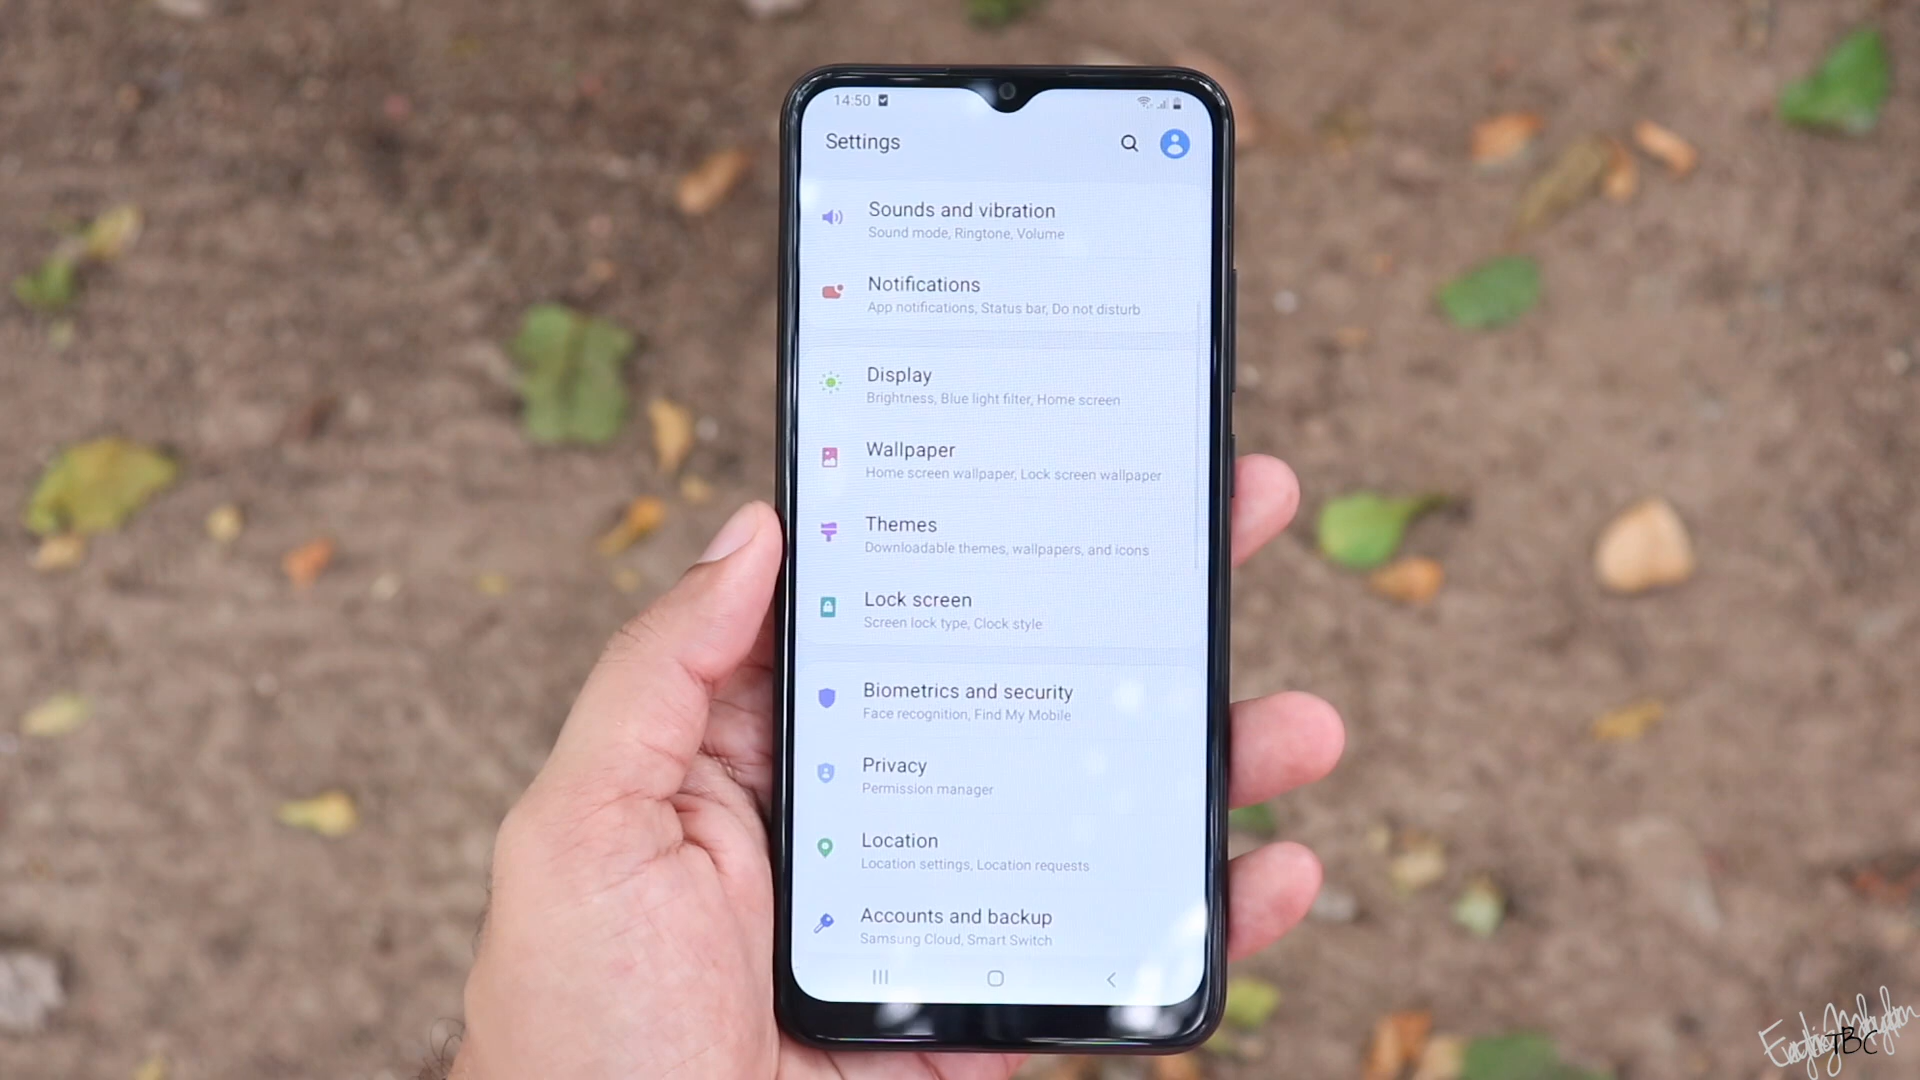 14:50
Settings
Sounds and vibration
Sound mode, Ringtone, Volume
Notifications
App notifications, Status bar, Do not disturb
Display
Brightness, Blue light filter, Home screen
Wallpaper
Home screen wallpaper, Lock screen wallpaper
Themes
Downloadable themes, wallpapers, and icons
Lock screen
Screen lock type, Clock style
Biometrics and security
Face recognition, Find My Mobile
Privacy
Permission manager
Location
Location settings, Location requests
Accounts and backup
Samsung Cloud, Smart Switch
TBC